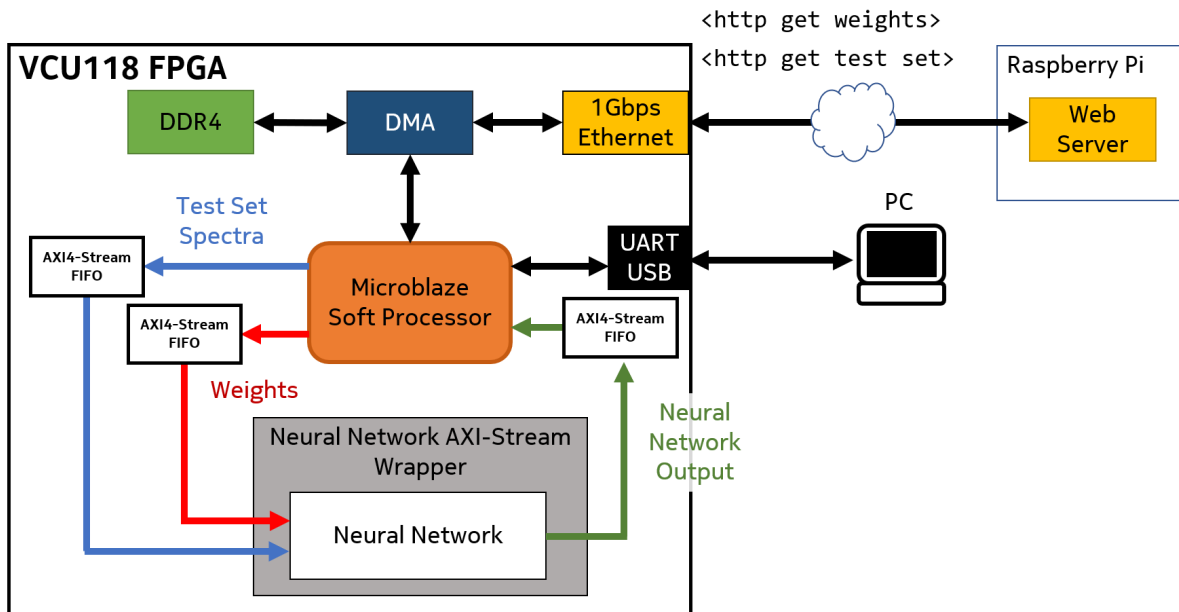 <http get weights>
<http get test set>
VCU118 FPGA
Raspberry Pi
DDR4
DMA
1Gbps
Ethernet
Web
Server
Test Set
Spectra
PC
AXI4-Stream
FIFO
UART
USB
Microblaze
Soft Processor
AXI4-Stream
FIFO
AXI4-Stream
FIFO
Weights
Neural
Network
Output
Neural Network AXI-Stream
Wrapper
Neural Network